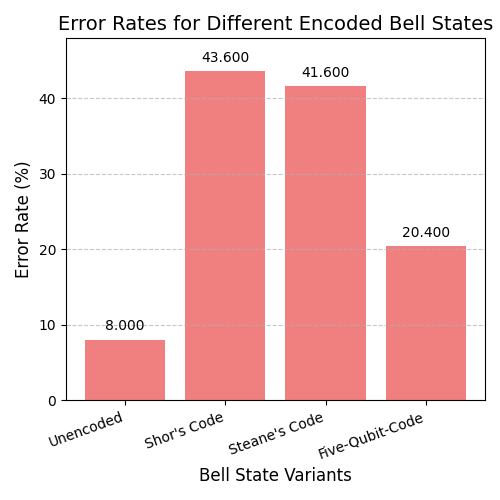 Error Rates for Different Encoded Bell States
43.600
41.600
20.400
8.000
Error Rate (%)
40
30
20
10
0
Unencoded
Shor's Code
Steane's Code
Five-Qubit-Code
Bell State Variants